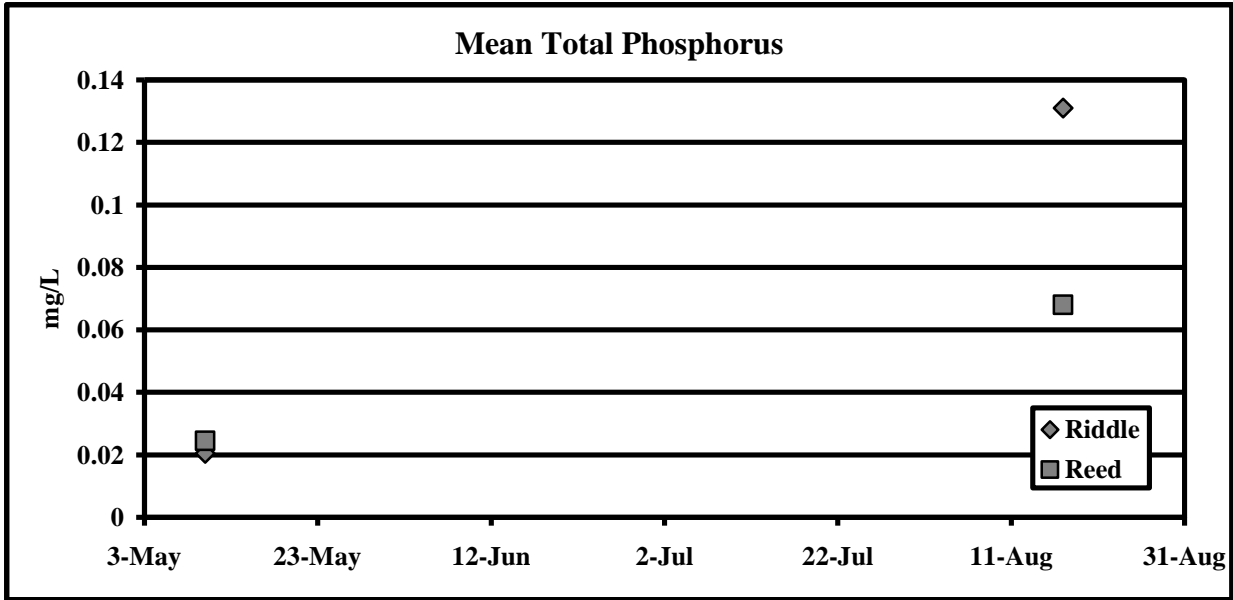 Mean Total Phosphorus
mg/L
0.14
0.12
0.1
0.08
0.06
0.04
0.02
0
3-May 23-May 12-Jun 2-Jul 22-Jul 11-Aug 31-Aug
Riddle
Reed